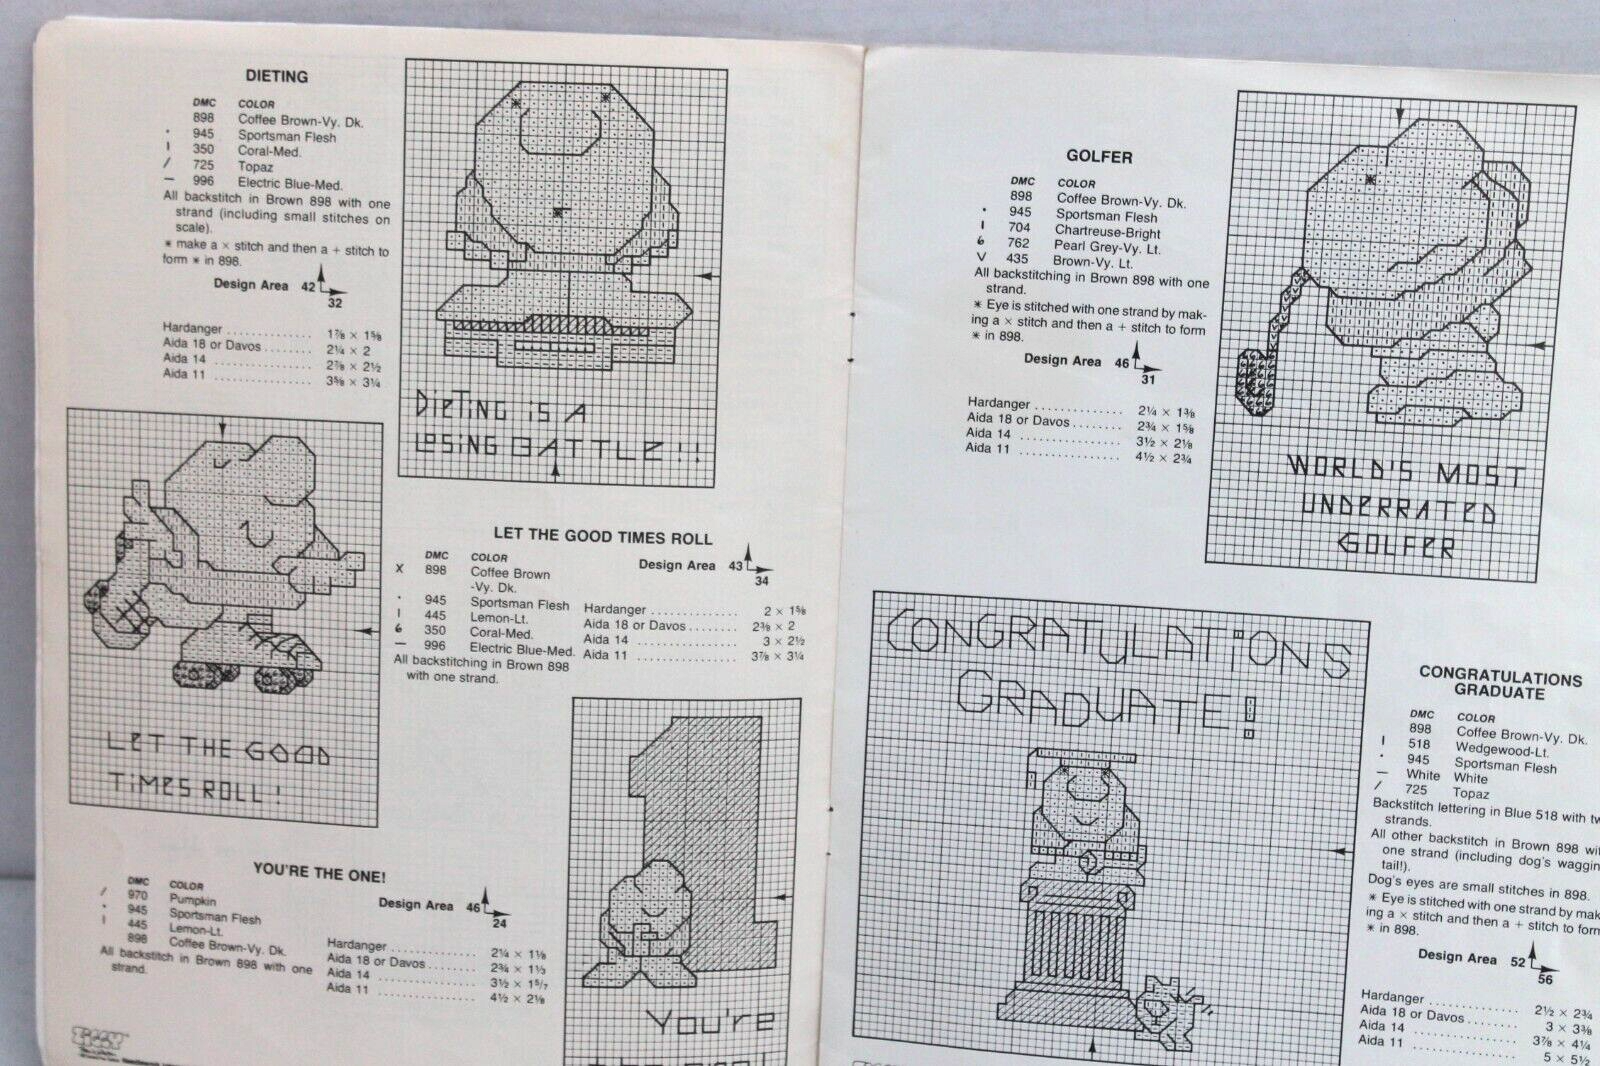 DIETING
DMC COLOR
898 Coffee Brown-Vy. Dk.
• 945 Sportsman Flesh
I 350 Coral-Med.
/ 725 Topaz
— 996 Electric Blue-Med.
All backstitch in Brown 898 with one
strand (including small stitches on
scale).
* make a × stitch and then a + stitch to
form * in 898.
Design Area 42
32
Hardanger ............ 1⅞ × 1⅝
Aida 18 or Davos ........ 2¼ × 2
Aida 14 .............. 2⅞ × 2½
Aida 11 .............. 3⅝ × 3¼
DIETING IS A
LOSING BATTLE!!
LET THE GOOD
TIMES ROLL!
LET THE GOOD TIMES ROLL
DMC COLOR
X 898 Coffee Brown
-Vy. Dk.
• 945 Sportsman Flesh
I 445 Lemon-Lt.
6 350 Coral-Med.
— 996 Electric Blue-Med.
All backstitching in Brown 898
with one strand.
Design Area 43
34
Hardanger ............ 2 × 1⅝
Aida 18 or Davos ........ 2⅜ × 2
Aida 14 .............. 3 × 2½
Aida 11 .............. 3⅞ × 3¼
YOU'RE THE ONE!
DMC COLOR
/ 970 Pumpkin
• 945 Sportsman Flesh
I 445 Lemon-Lt.
898 Coffee Brown-Vy. Dk.
All backstitching in Brown 898 with one
strand.
Design Area 46
24
Hardanger ............ 2¼ × 1⅛
Aida 18 or Davos ........ 2¾ × 1⅓
Aida 14 .............. 3½ × 1⁵/₇
Aida 11 .............. 4½ × 2⅛
YOU'RE
ZIGGY
GOLFER
DMC COLOR
898 Coffee Brown-Vy. Dk.
• 945 Sportsman Flesh
I 704 Chartreuse-Bright
6 762 Pearl Grey-Vy. Lt.
V 435 Brown-Vy. Lt.
All backstitching in Brown 898 with one
strand.
* Eye is stitched with one strand by mak-
ing a × stitch and then a + stitch to form
* in 898.
Design Area 46
31
Hardanger ............ 2¼ × 1⅜
Aida 18 or Davos ........ 2¾ × 1⅝
Aida 14 .............. 3½ × 2⅛
Aida 11 .............. 4½ × 2¾
WORLD'S MOST
UNDERRATED
GOLFER
CONGRATULATIONS
GRADUATE!
CONGRATULATIONS
GRADUATE
DMC COLOR
898 Coffee Brown-Vy. Dk.
I 518 Wedgewood-Lt.
• 945 Sportsman Flesh
— White White
/ 725 Topaz
Backstitch lettering in Blue 518 with tw
strands.
All other backstitch in Brown 898 wi
one strand (including dog's waggin
tail!).
Dog's eyes are small stitches in 898.
* Eye is stitched with one strand by mak
ing a × stitch and then a + stitch to form
* in 898.
Design Area 52
56
Hardanger ............ 2½ × 2¾
Aida 18 or Davos ........ 3 × 3⅜
Aida 14 .............. 3⅞ × 4¼
Aida 11 .............. 5 × 5½